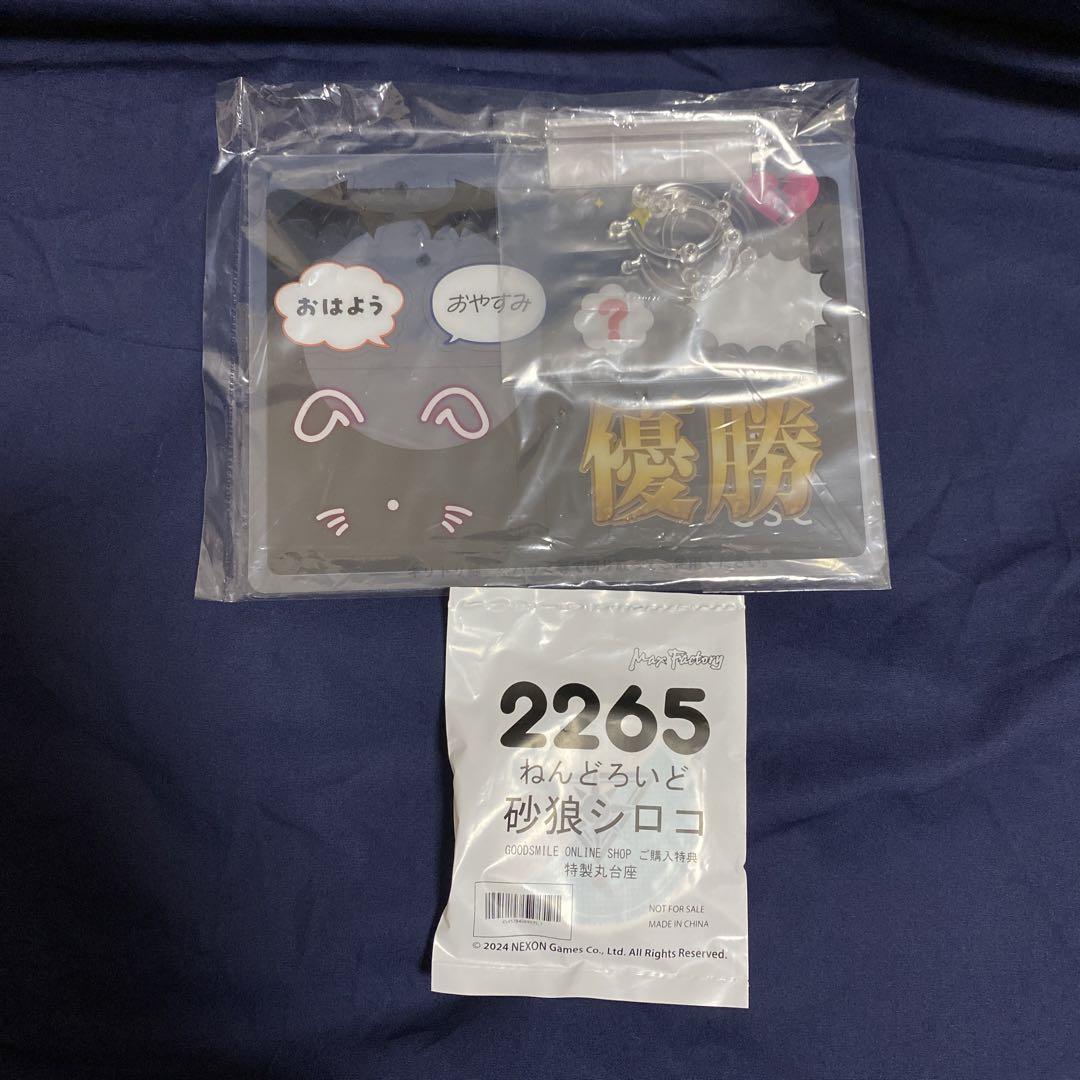 おはよう
おやすみ
?
優勝
Max Factory
2265
ねんどろいど
砂狼シロコ
GOODSMILE ONLINE SHOP ご購入特典
特製丸台座
NOT FOR SALE
MADE IN CHINA
© 2024 NEXON Games Co., Ltd. All Rights Reserved.